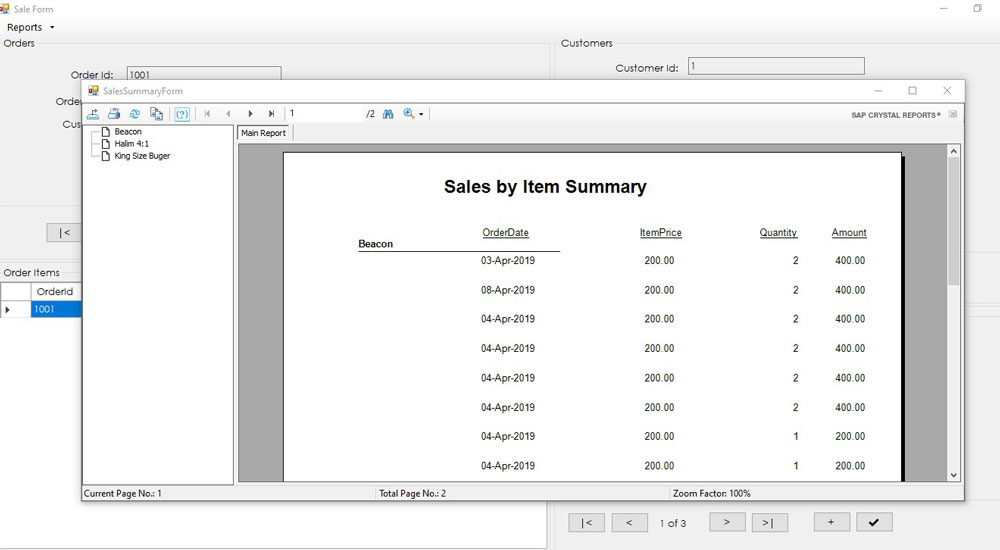 Sale Form
Reports
Orders
Customers
Order Id: 1001
Customer Id: 1
SalesSummaryForm
1 /2
SAP CRYSTAL REPORTS®
Beacon
Halim 4:1
King Size Buger
Main Report
Sales by Item Summary
OrderDate ItemPrice Quantity Amount
Beacon
03-Apr-2019 200.00 2 400.00
08-Apr-2019 200.00 2 400.00
04-Apr-2019 200.00 2 400.00
04-Apr-2019 200.00 2 400.00
04-Apr-2019 200.00 2 400.00
04-Apr-2019 200.00 2 400.00
04-Apr-2019 200.00 1 200.00
04-Apr-2019 200.00 1 200.00
Current Page No.: 1 Total Page No.: 2 Zoom Factor: 100%
Orde
Cus
|<
Order Items
OrderId
1001
|< < 1 of 3 > >| +